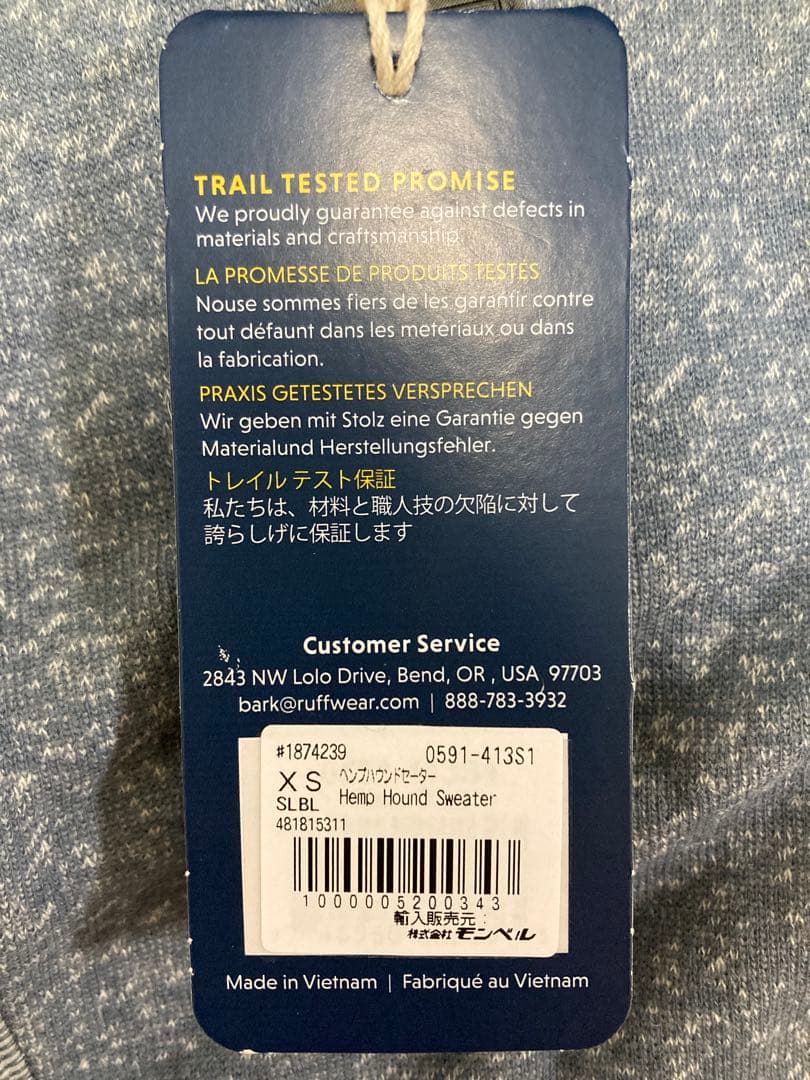 TRAIL TESTED PROMISE
We proudly guarantee against defects in
materials and craftsmanship.
LA PROMESSE DE PRODUITS TESTÉS
Nouse sommes fiers de les garantir contre
tout défaunt dans les metériaux ou dans
la fabrication.
PRAXIS GETESTETES VERSPRECHEN
Wir geben mit Stolz eine Garantie gegen
Materialund Herstellungsfehler.
トレイル テスト保証
私たちは、材料と職人技の欠陥に対して
誇らしげに保証します
Customer Service
2843 NW Lolo Drive, Bend, OR , USA 97703
bark@ruffwear.com | 888-783-3932
#1874239 0591-413S1
XS ヘンプハウンドセーター
SLBL Hemp Hound Sweater
481815311
1000005200343
輸入販売元:
株式会社 モンベル
Made in Vietnam | Fabriqué au Vietnam